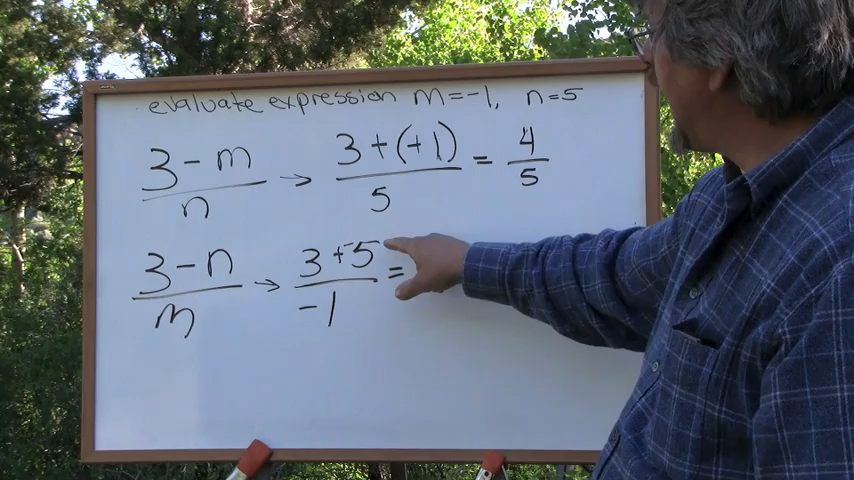 evaluate expression m=-1, n=5
3-m/n → 3+(+1)/5 = 4/5
3-n/m → 3+-5/-1 =